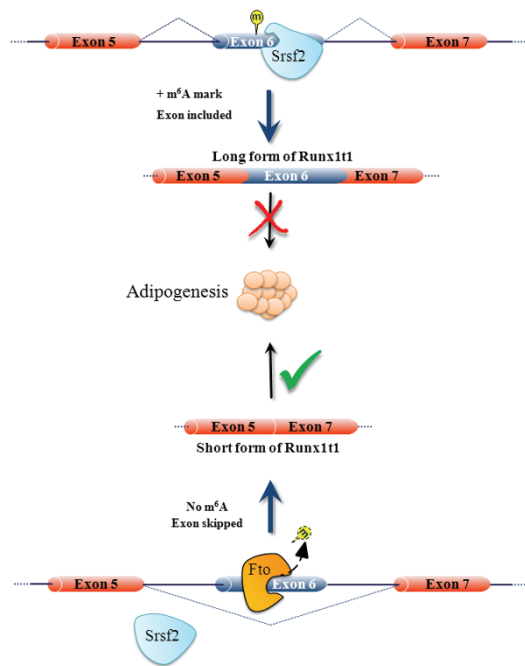 m
Exon 5 Exon 6 Exon 7
Srsf2
+ m⁶A mark
Exon included
Long form of Runx1t1
Exon 5 Exon 6 Exon 7
Adipogenesis
Exon 5 Exon 7
Short form of Runx1t1
No m⁶A
Exon skipped
m
Fto
Exon 5 Exon 6 Exon 7
Srsf2